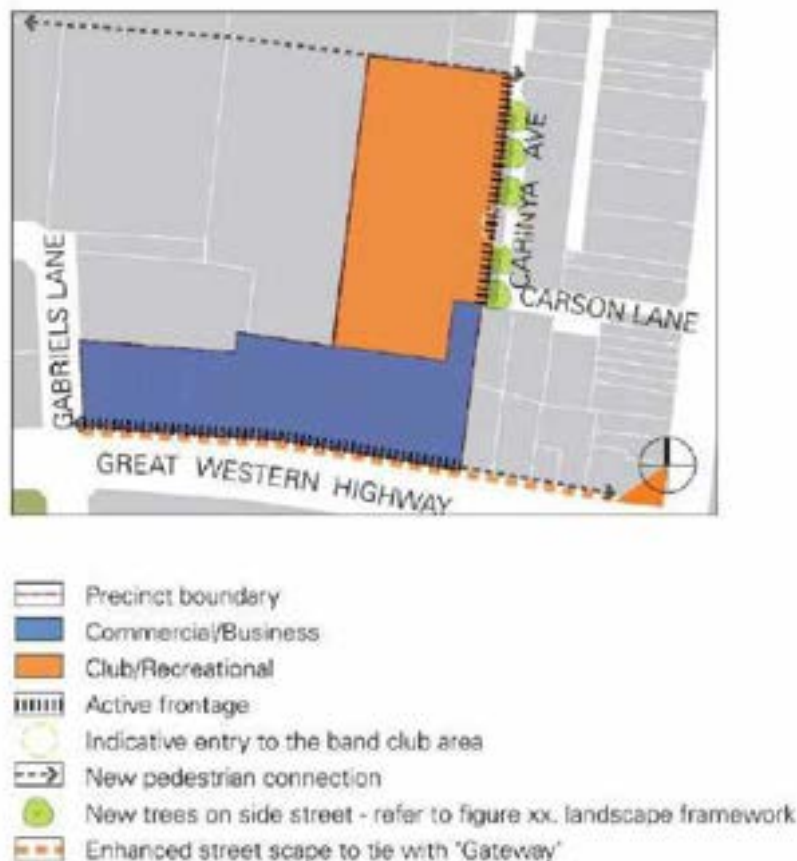 CARINYA AVE
CARSON LANE
GABRIELS LANE
GREAT WESTERN HIGHWAY
Precinct boundary
Commercial/Business
Club/Recreational
Active frontage
Indicative entry to the band club area
New pedestrian connection
New trees on side street - refer to figure xx. landscape framework
Enhanced street scape to tie with 'Gateway'